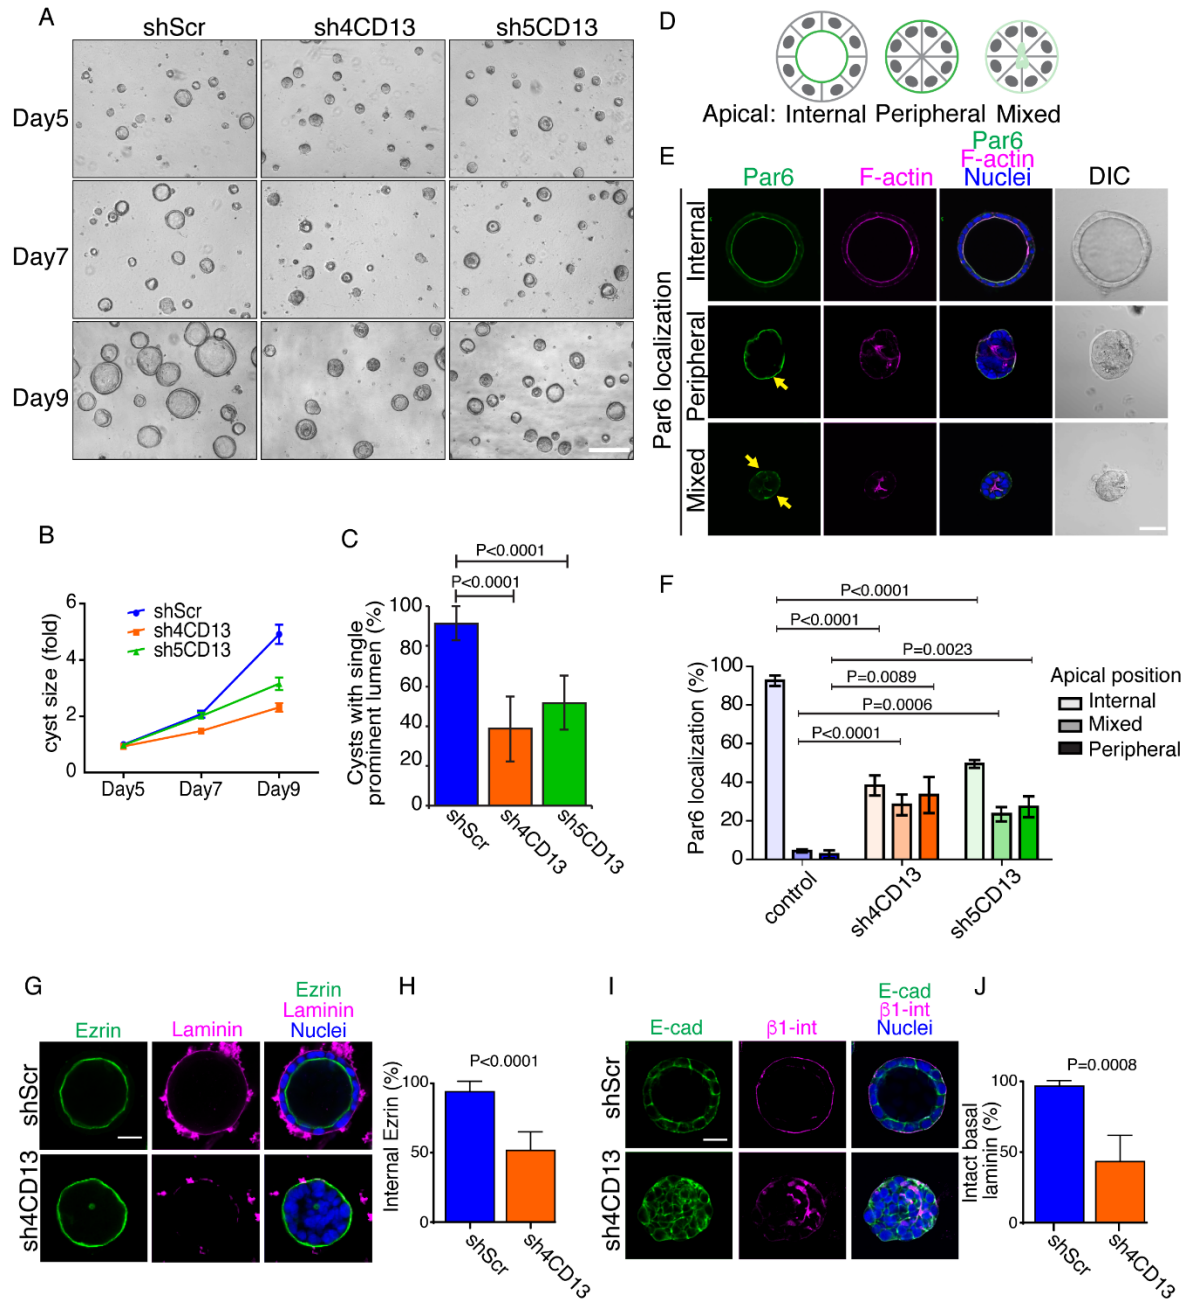 A
shScr sh4CD13 sh5CD13
Day5
Day7
Day9
B
cyst size (fold)
6
4
2
0
shScr
sh4CD13
sh5CD13
Day5 Day7 Day9
C
P<0.0001
P<0.0001
Cysts with single
prominent lumen (%)
100
80
60
40
20
0
shScr sh4CD13 sh5CD13
D
Apical: Internal Peripheral Mixed
E
Par6 F-actin
Par6
F-actin
Nuclei
DIC
Par6 localization
Internal
Peripheral
Mixed
F
P<0.0001
P<0.0001
P=0.0023
P=0.0089
P=0.0006
P<0.0001
Par6 localization (%)
100
80
60
40
20
0
control sh4CD13 sh5CD13
Apical position
Internal
Mixed
Peripheral
G
Ezrin Laminin
Ezrin
Laminin
Nuclei
shScr
sh4CD13
H
P<0.0001
Internal Ezrin (%)
100
50
0
shScr sh4CD13
I
E-cad β1-int
E-cad
β1-int
Nuclei
shScr
sh4CD13
J
P=0.0008
Intact basal
laminin (%)
100
50
0
shScr sh4CD13